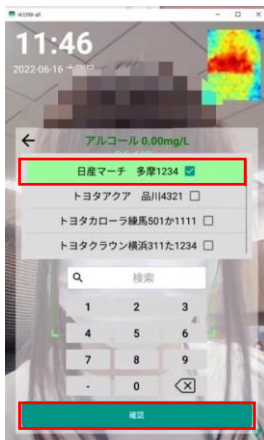 rk3399-all
11:46
2022-06-16
アルコール 0.00mg/L
日産マーチ 多摩1234
トヨタアクア 品川4321
トヨタカローラ練馬501か1111
トヨタクラウン横浜311た1234
検索
1 2 3
4 5 6
7 8 9
- 0
確認